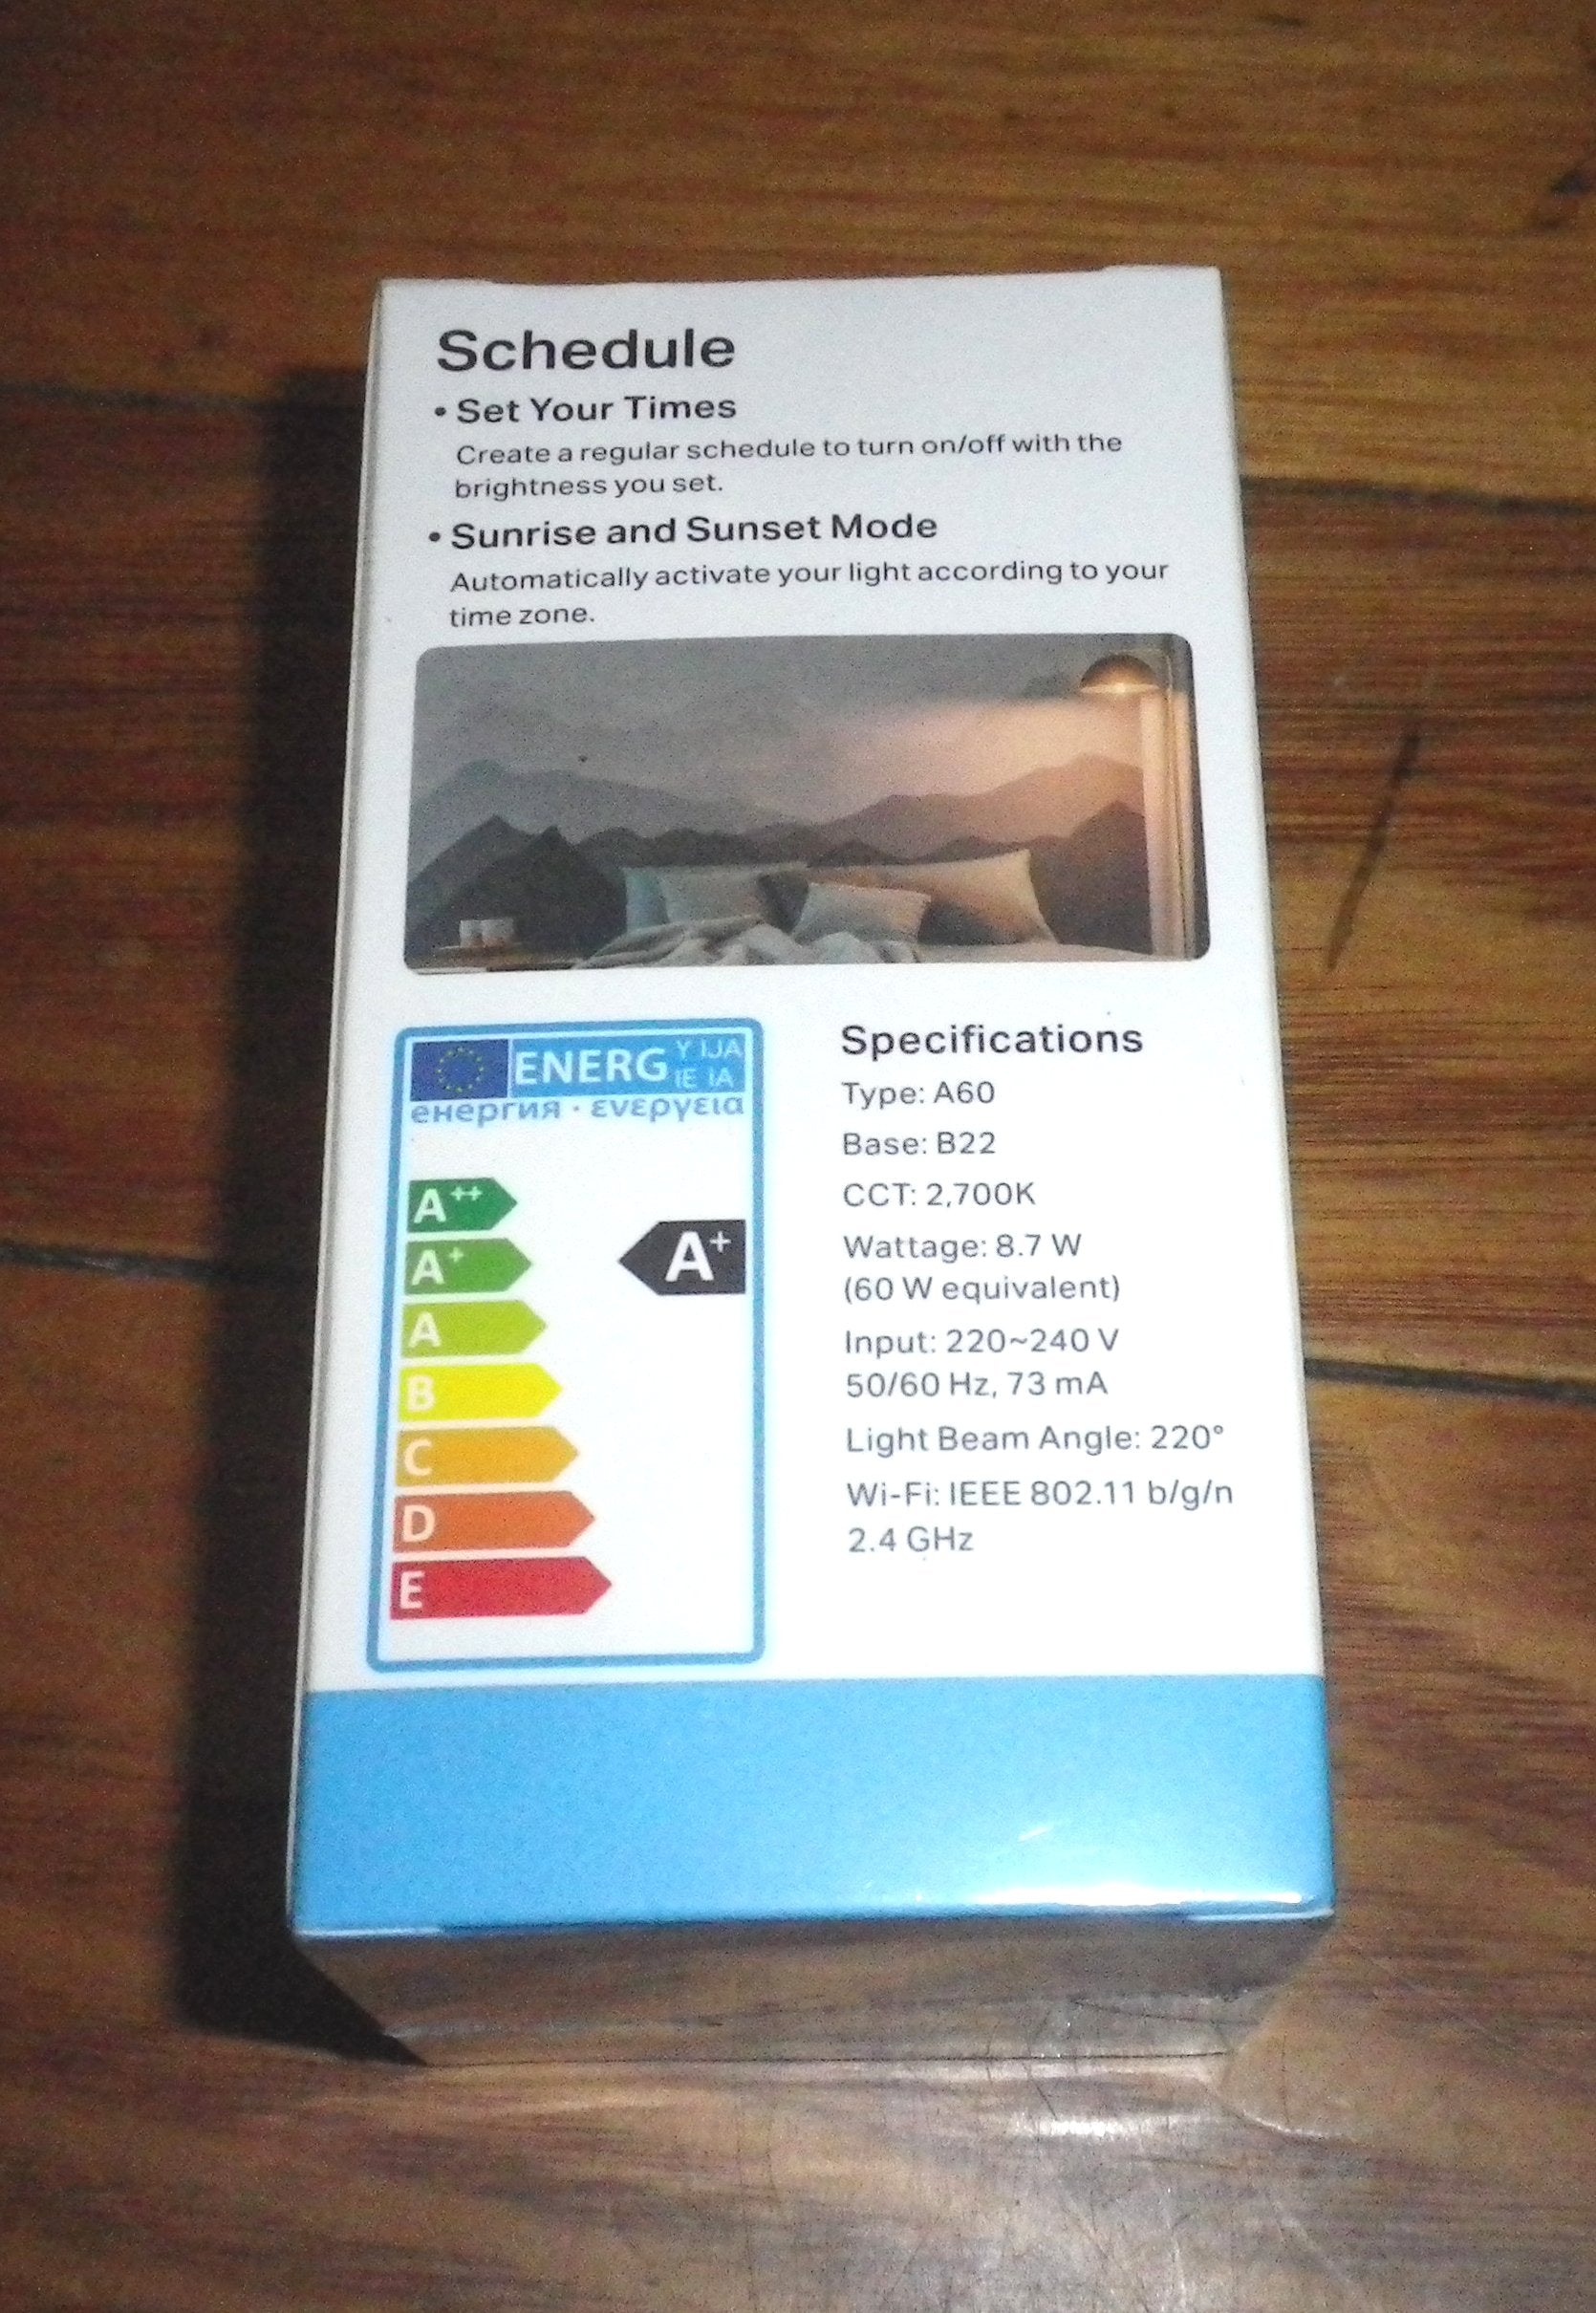 Schedule
• Set Your Times
Create a regular schedule to turn on/off with the
brightness you set.
• Sunrise and Sunset Mode
Automatically activate your light according to your
time zone.
ENERG Y IJA
IE IA
енергия · ενεργεια
A++
A+
A
B
C
D
E
A+
Specifications
Type: A60
Base: B22
CCT: 2,700K
Wattage: 8.7 W
(60 W equivalent)
Input: 220~240 V
50/60 Hz, 73 mA
Light Beam Angle: 220°
Wi-Fi: IEEE 802.11 b/g/n
2.4 GHz